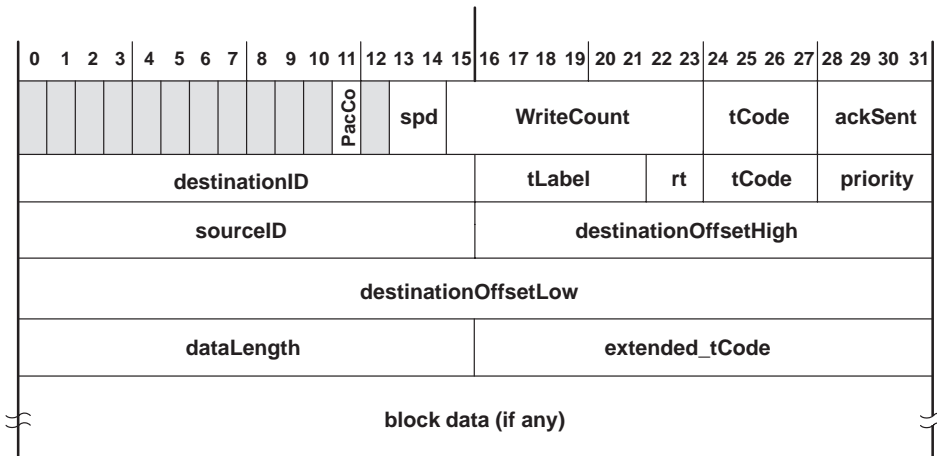 0 1 2 3 4 5 6 7 8 9 10 11 12 13 14 15 16 17 18 19 20 21 22 23 24 25 26 27 28 29 30 31
PacCo spd WriteCount tCode ackSent
destinationID tLabel rt tCode priority
sourceID destinationOffsetHigh
destinationOffsetLow
dataLength extended_tCode
block data (if any)